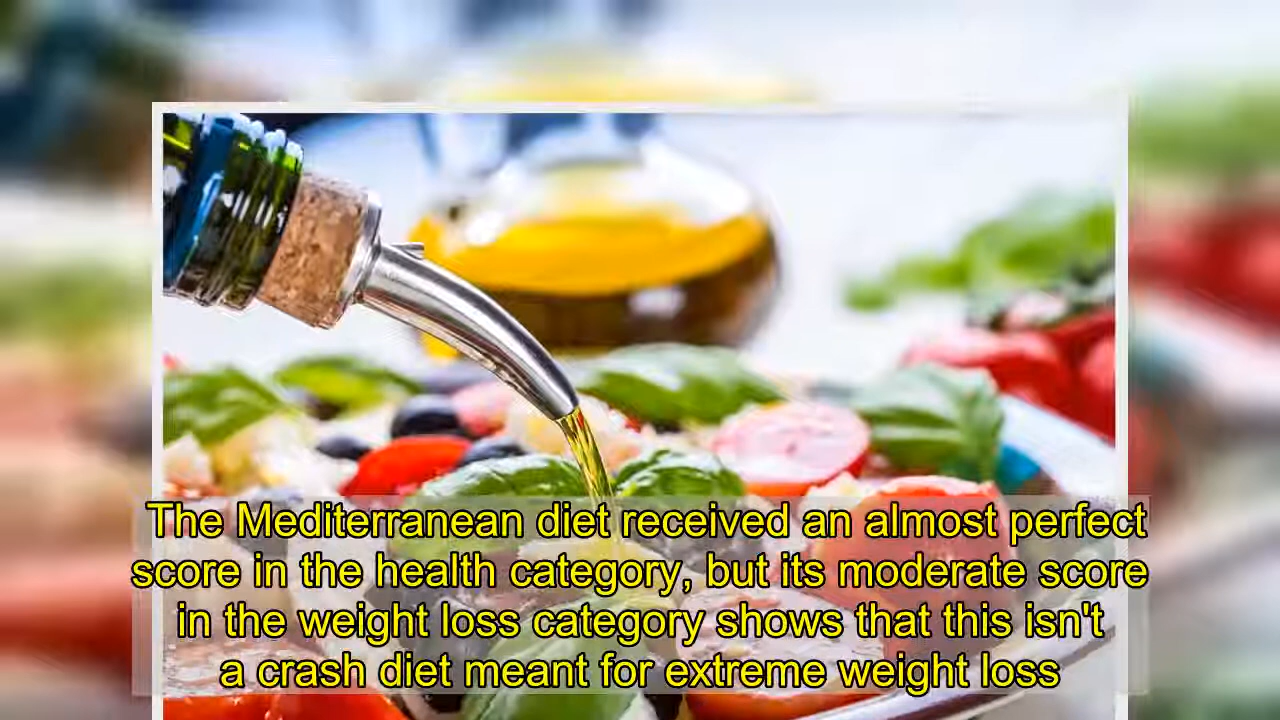 The Mediterranean diet received an almost perfect
score in the health category, but its moderate score
in the weight loss category shows that this isn't
a crash diet meant for extreme weight loss